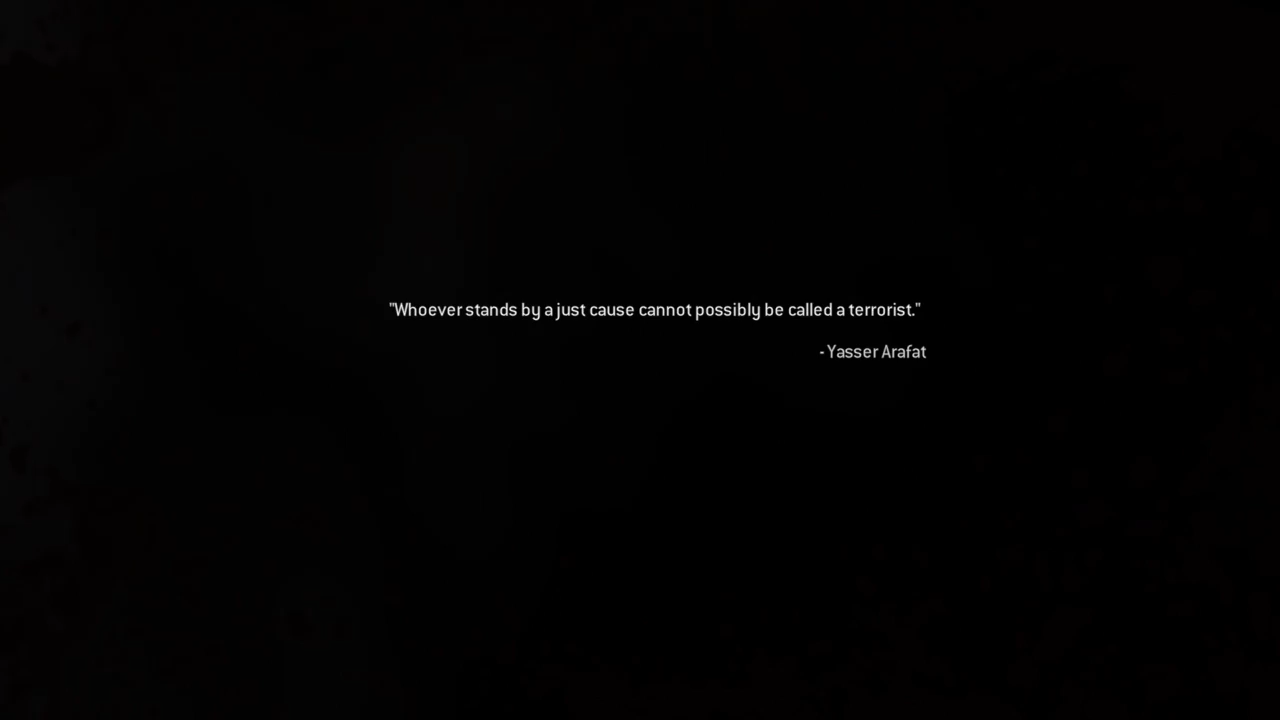 "Whoever stands by a just cause cannot possibly be called a terrorist."
- Yasser Arafat